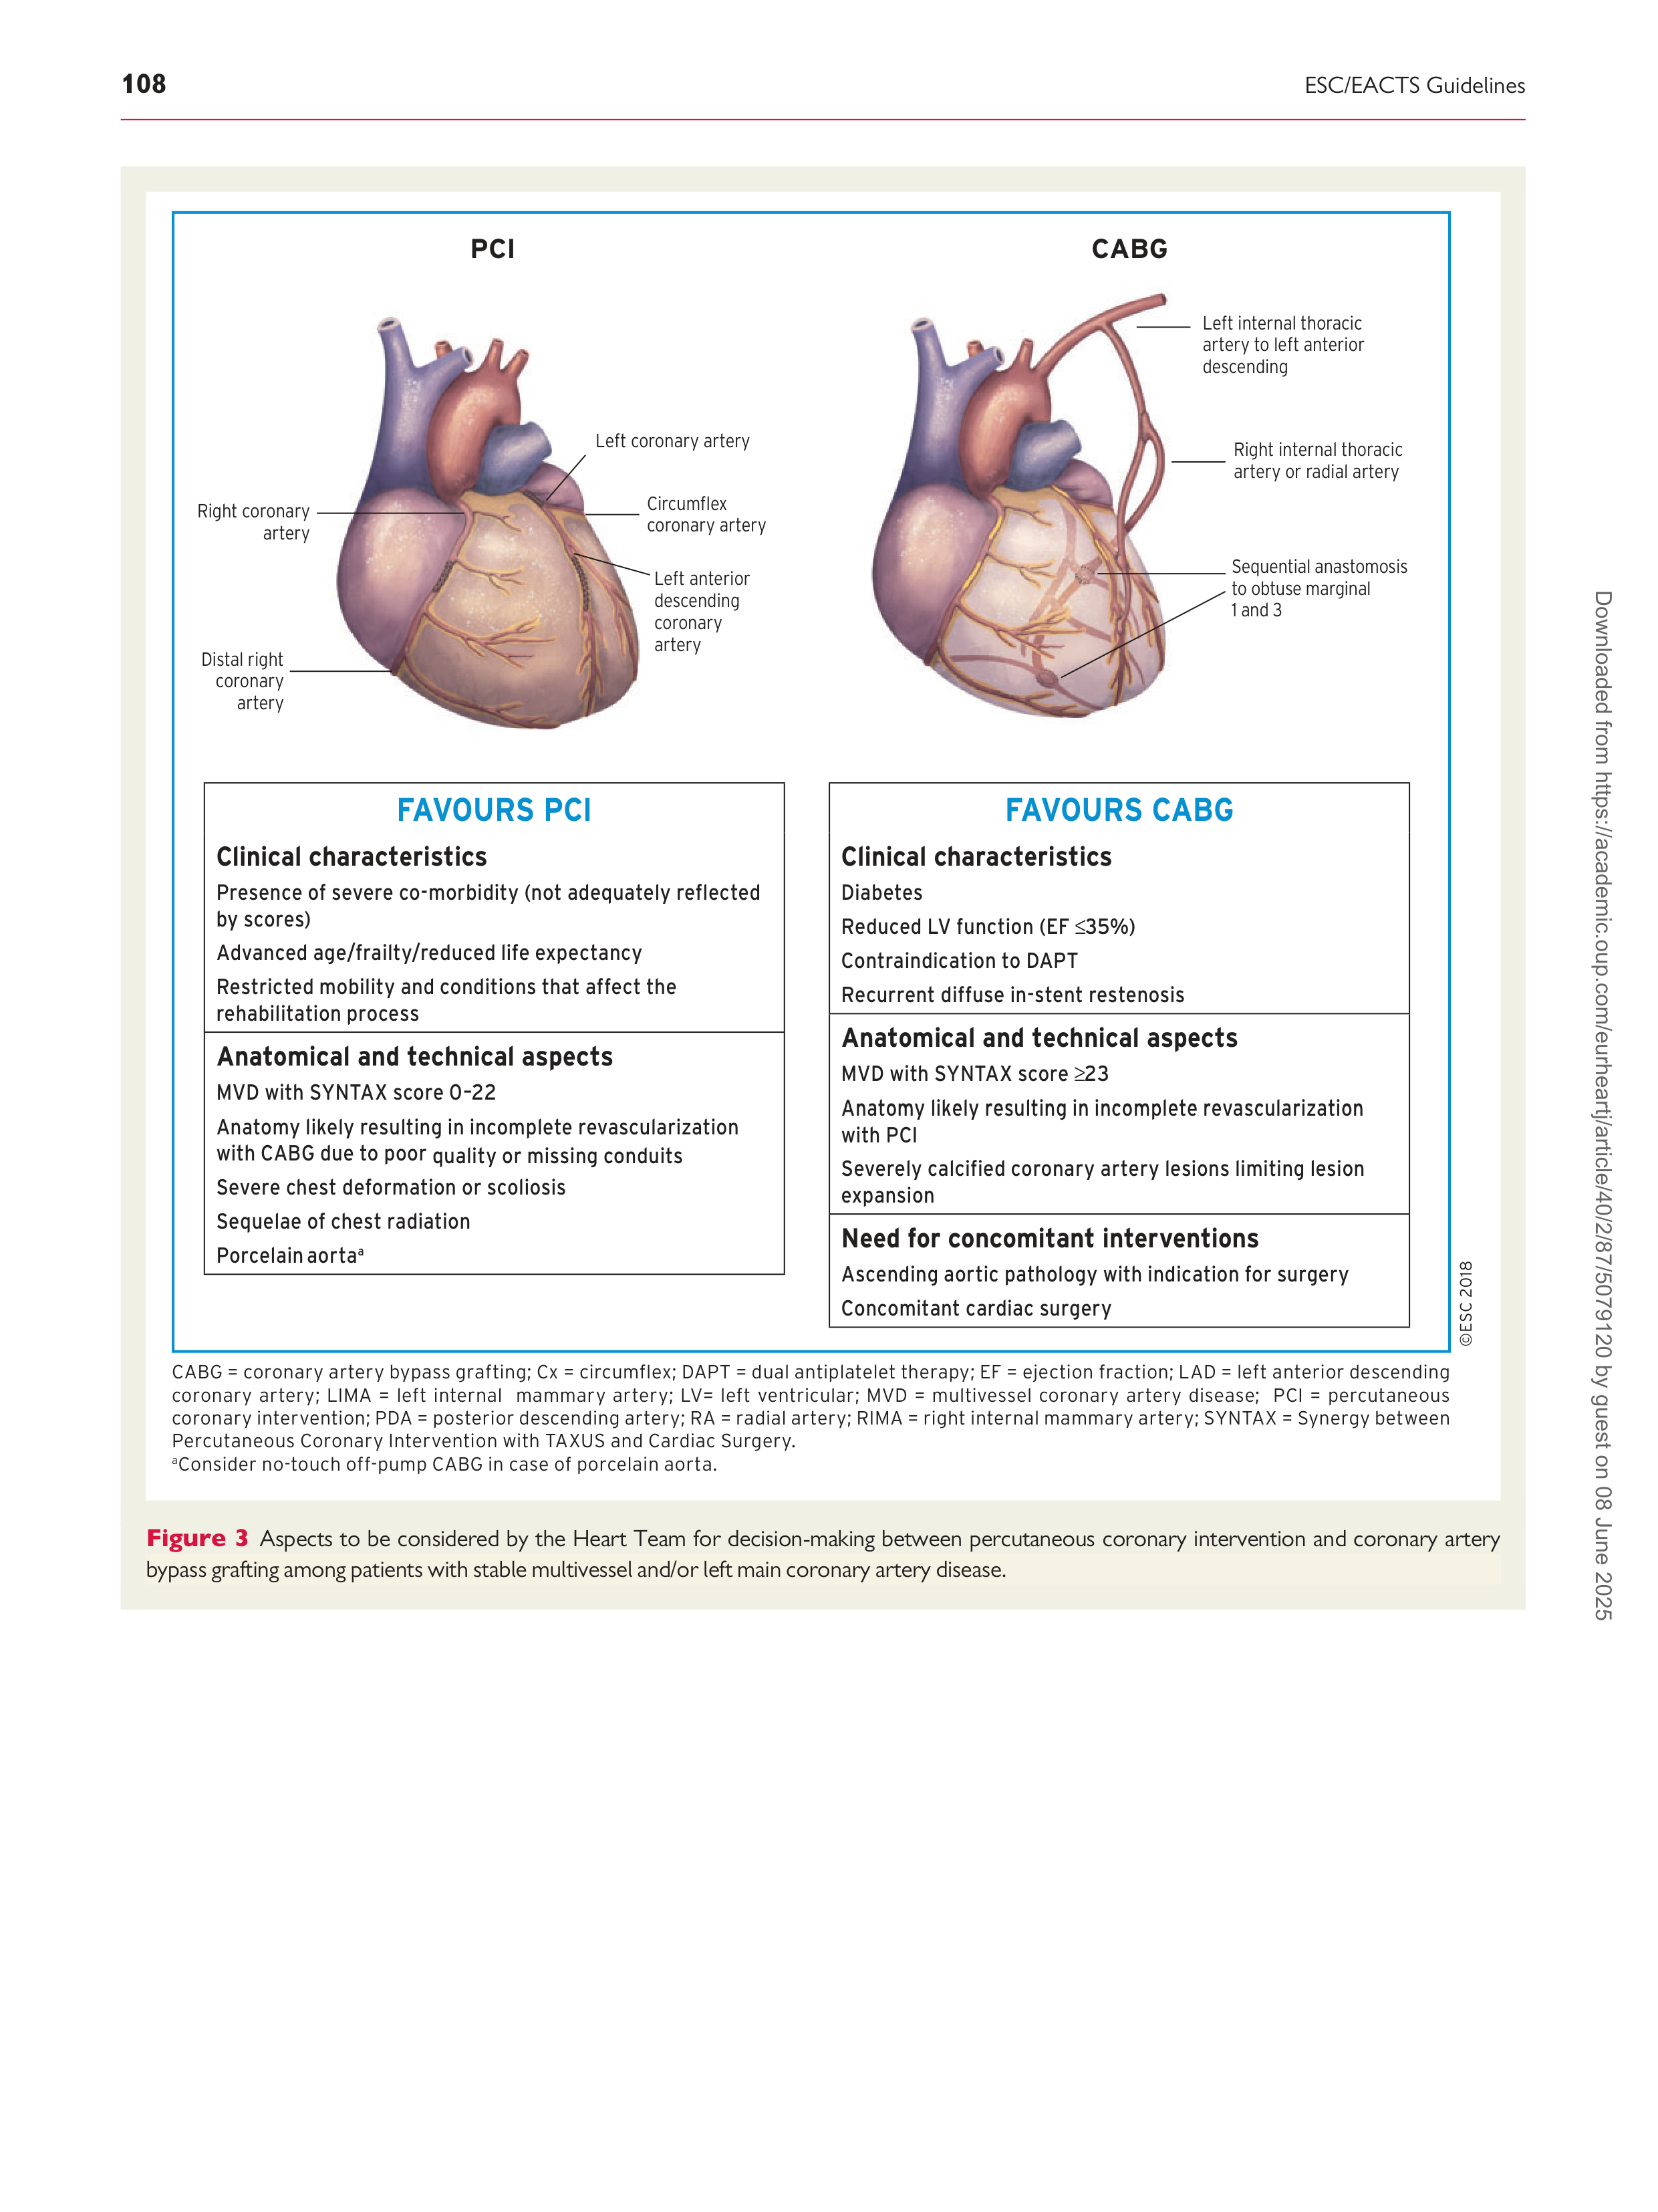 108
ESC/EACTS Guidelines
PCI
CABG
Left coronary artery
Circumflex
coronary artery
Right coronary
artery
Left anterior
descending
coronary
artery
Distal right
coronary
artery
Left internal thoracic
artery to left anterior
descending
Right internal thoracic
artery or radial artery
Sequential anastomosis
to obtuse marginal
1 and 3
FAVOURS PCI
Clinical characteristics
Presence of severe co-morbidity (not adequately reflected
by scores)
Advanced age/frailty/reduced life expectancy
Restricted mobility and conditions that affect the
rehabilitation process
Anatomical and technical aspects
MVD with SYNTAX score 0–22
Anatomy likely resulting in incomplete revascularization
with CABG due to poor quality or missing conduits
Severe chest deformation or scoliosis
Sequelae of chest radiation
Porcelain aortaᵃ
FAVOURS CABG
Clinical characteristics
Diabetes
Reduced LV function (EF ≤35%)
Contraindication to DAPT
Recurrent diffuse in-stent restenosis
Anatomical and technical aspects
MVD with SYNTAX score ≥23
Anatomy likely resulting in incomplete revascularization
with PCI
Severely calcified coronary artery lesions limiting lesion
expansion
Need for concomitant interventions
Ascending aortic pathology with indication for surgery
Concomitant cardiac surgery
©ESC 2018
CABG = coronary artery bypass grafting; Cx = circumflex; DAPT = dual antiplatelet therapy; EF = ejection fraction; LAD = left anterior descending
coronary artery; LIMA = left internal mammary artery; LV= left ventricular; MVD = multivessel coronary artery disease; PCI = percutaneous
coronary intervention; PDA = posterior descending artery; RA = radial artery; RIMA = right internal mammary artery; SYNTAX = Synergy between
Percutaneous Coronary Intervention with TAXUS and Cardiac Surgery.
ᵃConsider no-touch off-pump CABG in case of porcelain aorta.
Figure 3 Aspects to be considered by the Heart Team for decision-making between percutaneous coronary intervention and coronary artery
bypass grafting among patients with stable multivessel and/or left main coronary artery disease.
Downloaded from https://academic.oup.com/eurheartj/article/40/2/87/5079120 by guest on 08 June 2025